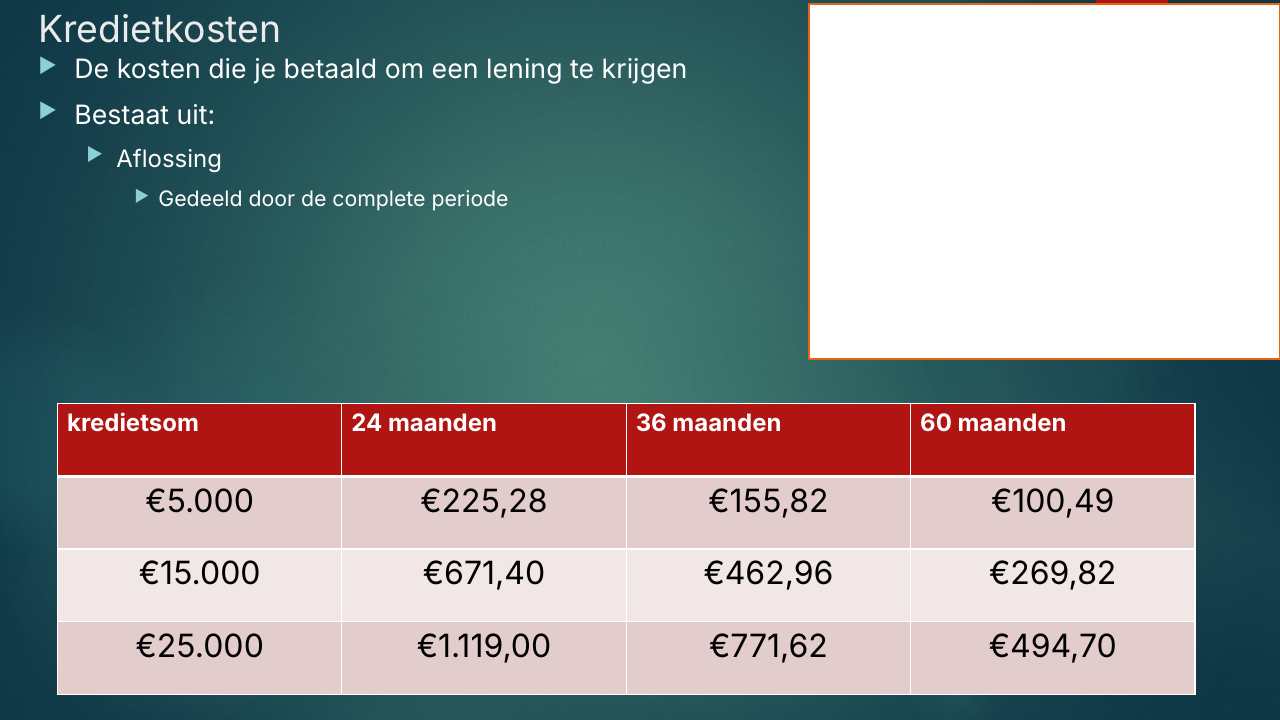 Kredietkosten
De kosten die je betaald om een lening te krijgen
Bestaat uit:
Aflossing
Gedeeld door de complete periode
kredietsom 24 maanden 36 maanden 60 maanden
€5.000 €225,28 €155,82 €100,49
€15.000 €671,40 €462,96 €269,82
€25.000 €1.119,00 €771,62 €494,70